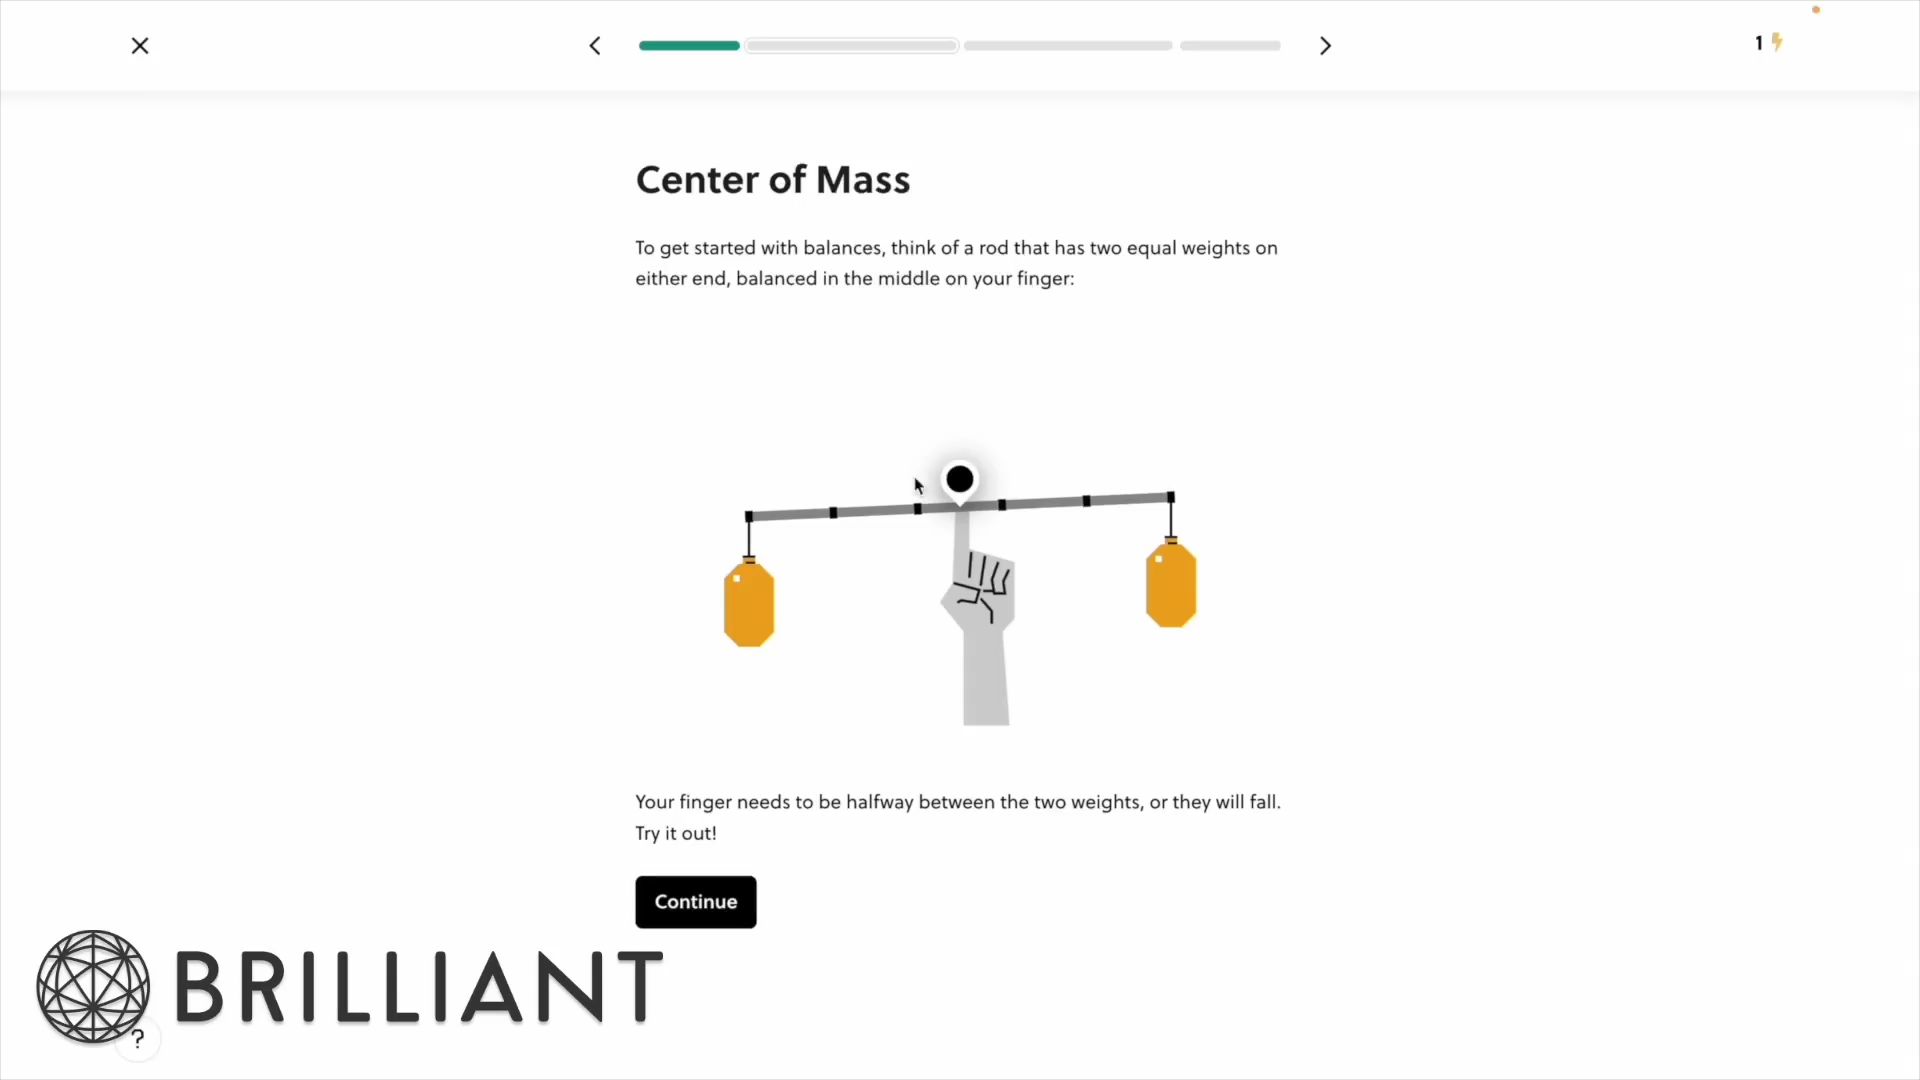 1
Center of Mass
To get started with balances, think of a rod that has two equal weights on
either end, balanced in the middle on your finger:
Your finger needs to be halfway between the two weights, or they will fall.
Try it out!
Continue
BRILLIANT
?